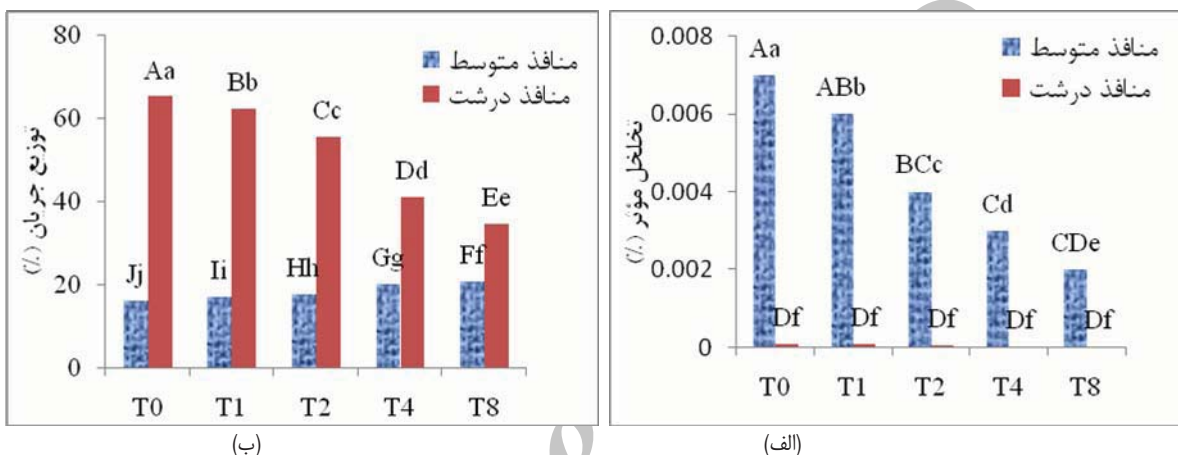 80
60
40
20
0
توزیع جریان (٪)
منافذ متوسط
منافذ درشت
Aa
Bb
Cc
Dd
Ee
Jj
Ii
Hh
Gg
Ff
T0
T1
T2
T4
T8
(ب)
0.008
0.006
0.004
0.002
0
تخلخل مؤثر (٪)
منافذ متوسط
منافذ درشت
Aa
ABb
BCc
Cd
CDe
Df
Df
Df
Df
Df
T0
T1
T2
T4
T8
(الف)